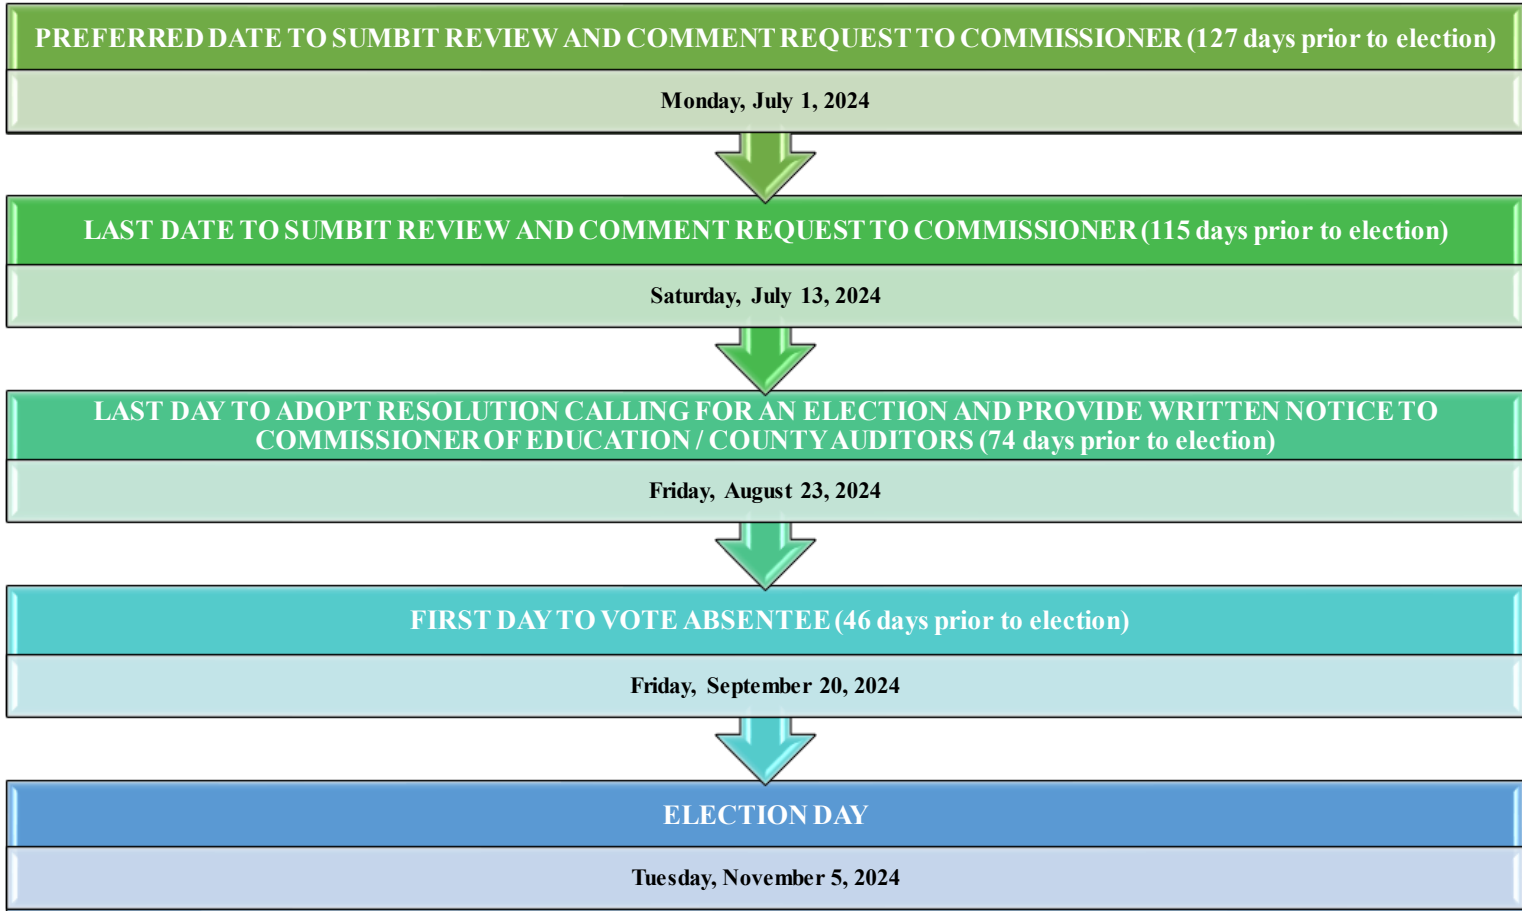 PREFERRED DATE TO SUMBIT REVIEW AND COMMENT REQUEST TO COMMISSIONER (127 days prior to election)
Monday, July 1, 2024
LAST DATE TO SUMBIT REVIEW AND COMMENT REQUEST TO COMMISSIONER (115 days prior to election)
Saturday, July 13, 2024
LAST DAY TO ADOPT RESOLUTION CALLING FOR AN ELECTION AND PROVIDE WRITTEN NOTICE TO
COMMISSIONER OF EDUCATION / COUNTY AUDITORS (74 days prior to election)
Friday, August 23, 2024
FIRST DAY TO VOTE ABSENTEE (46 days prior to election)
Friday, September 20, 2024
ELECTION DAY
Tuesday, November 5, 2024